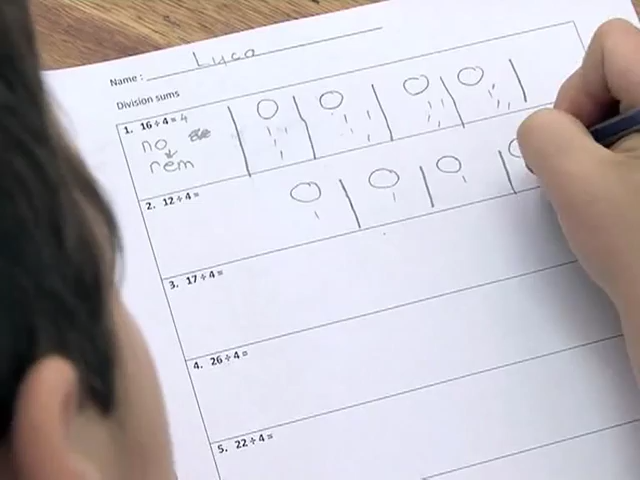 Name : Luca
Division sums
1. 16÷4= 4
no
rem
2. 12÷4=
3. 17÷4=
4. 26÷4=
5. 22÷4=